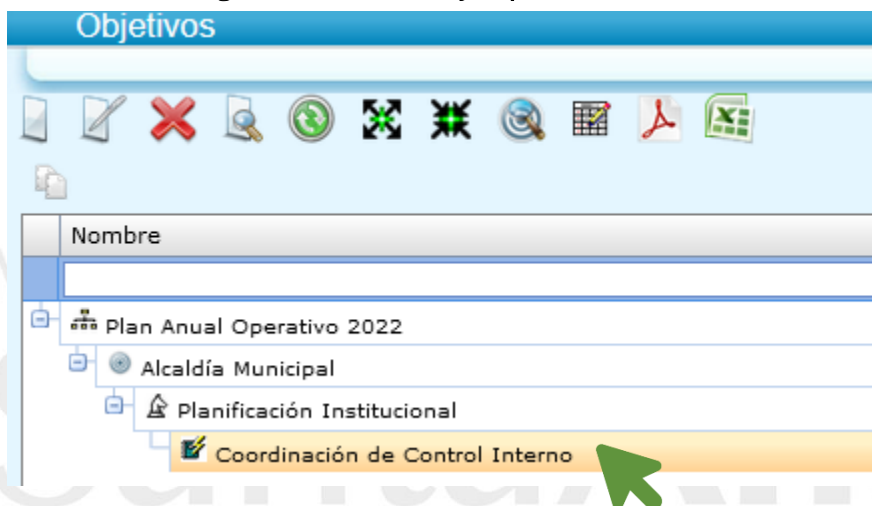 Objetivos
Nombre
Plan Anual Operativo 2022
Alcaldía Municipal
Planificación Institucional
Coordinación de Control Interno